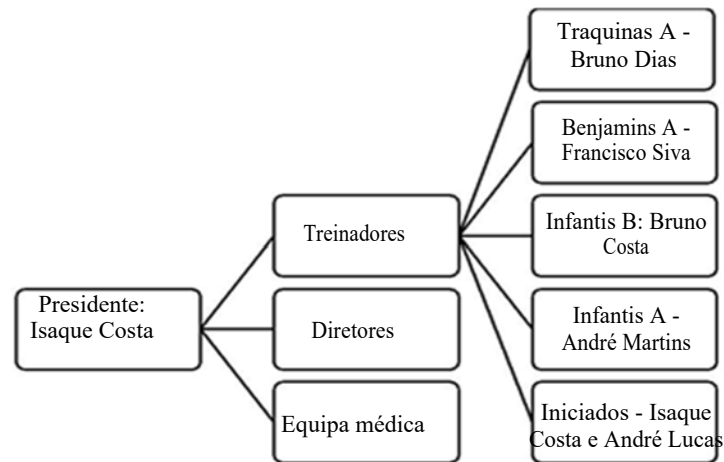 Presidente:
Isaque Costa
Treinadores
Diretores
Equipa médica
Traquinas A -
Bruno Dias
Benjamins A -
Francisco Siva
Infantis B: Bruno
Costa
Infantis A -
André Martins
Iniciados - Isaque
Costa e André Lucas